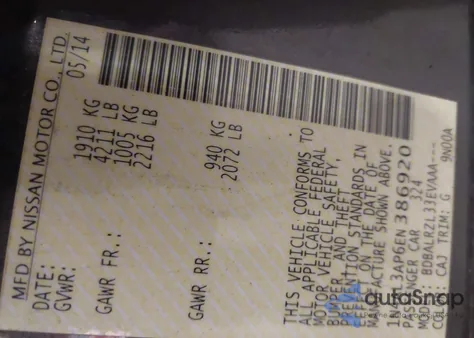 MFD BY NISSAN MOTOR CO., LTD.
DATE: 05/14
GVWR: 1910 KG
4211 LB
GAWR FR.: 1005 KG
2216 LB
GAWR RR.: 940 KG
2072 LB
THIS VEHICLE CONFORMS TO
ALL APPLICABLE FEDERAL
MOTOR VEHICLE SAFETY,
BUMPER, AND THEFT
PREVENTION STANDARDS IN
EFFECT ON THE DATE OF
MANUFACTURE SHOWN ABOVE.
386920
PASSENGER CAR 324
MODEL: BDBALRZL33EVAAA---
CAJ TRIM: G 9N00A
autoSnap